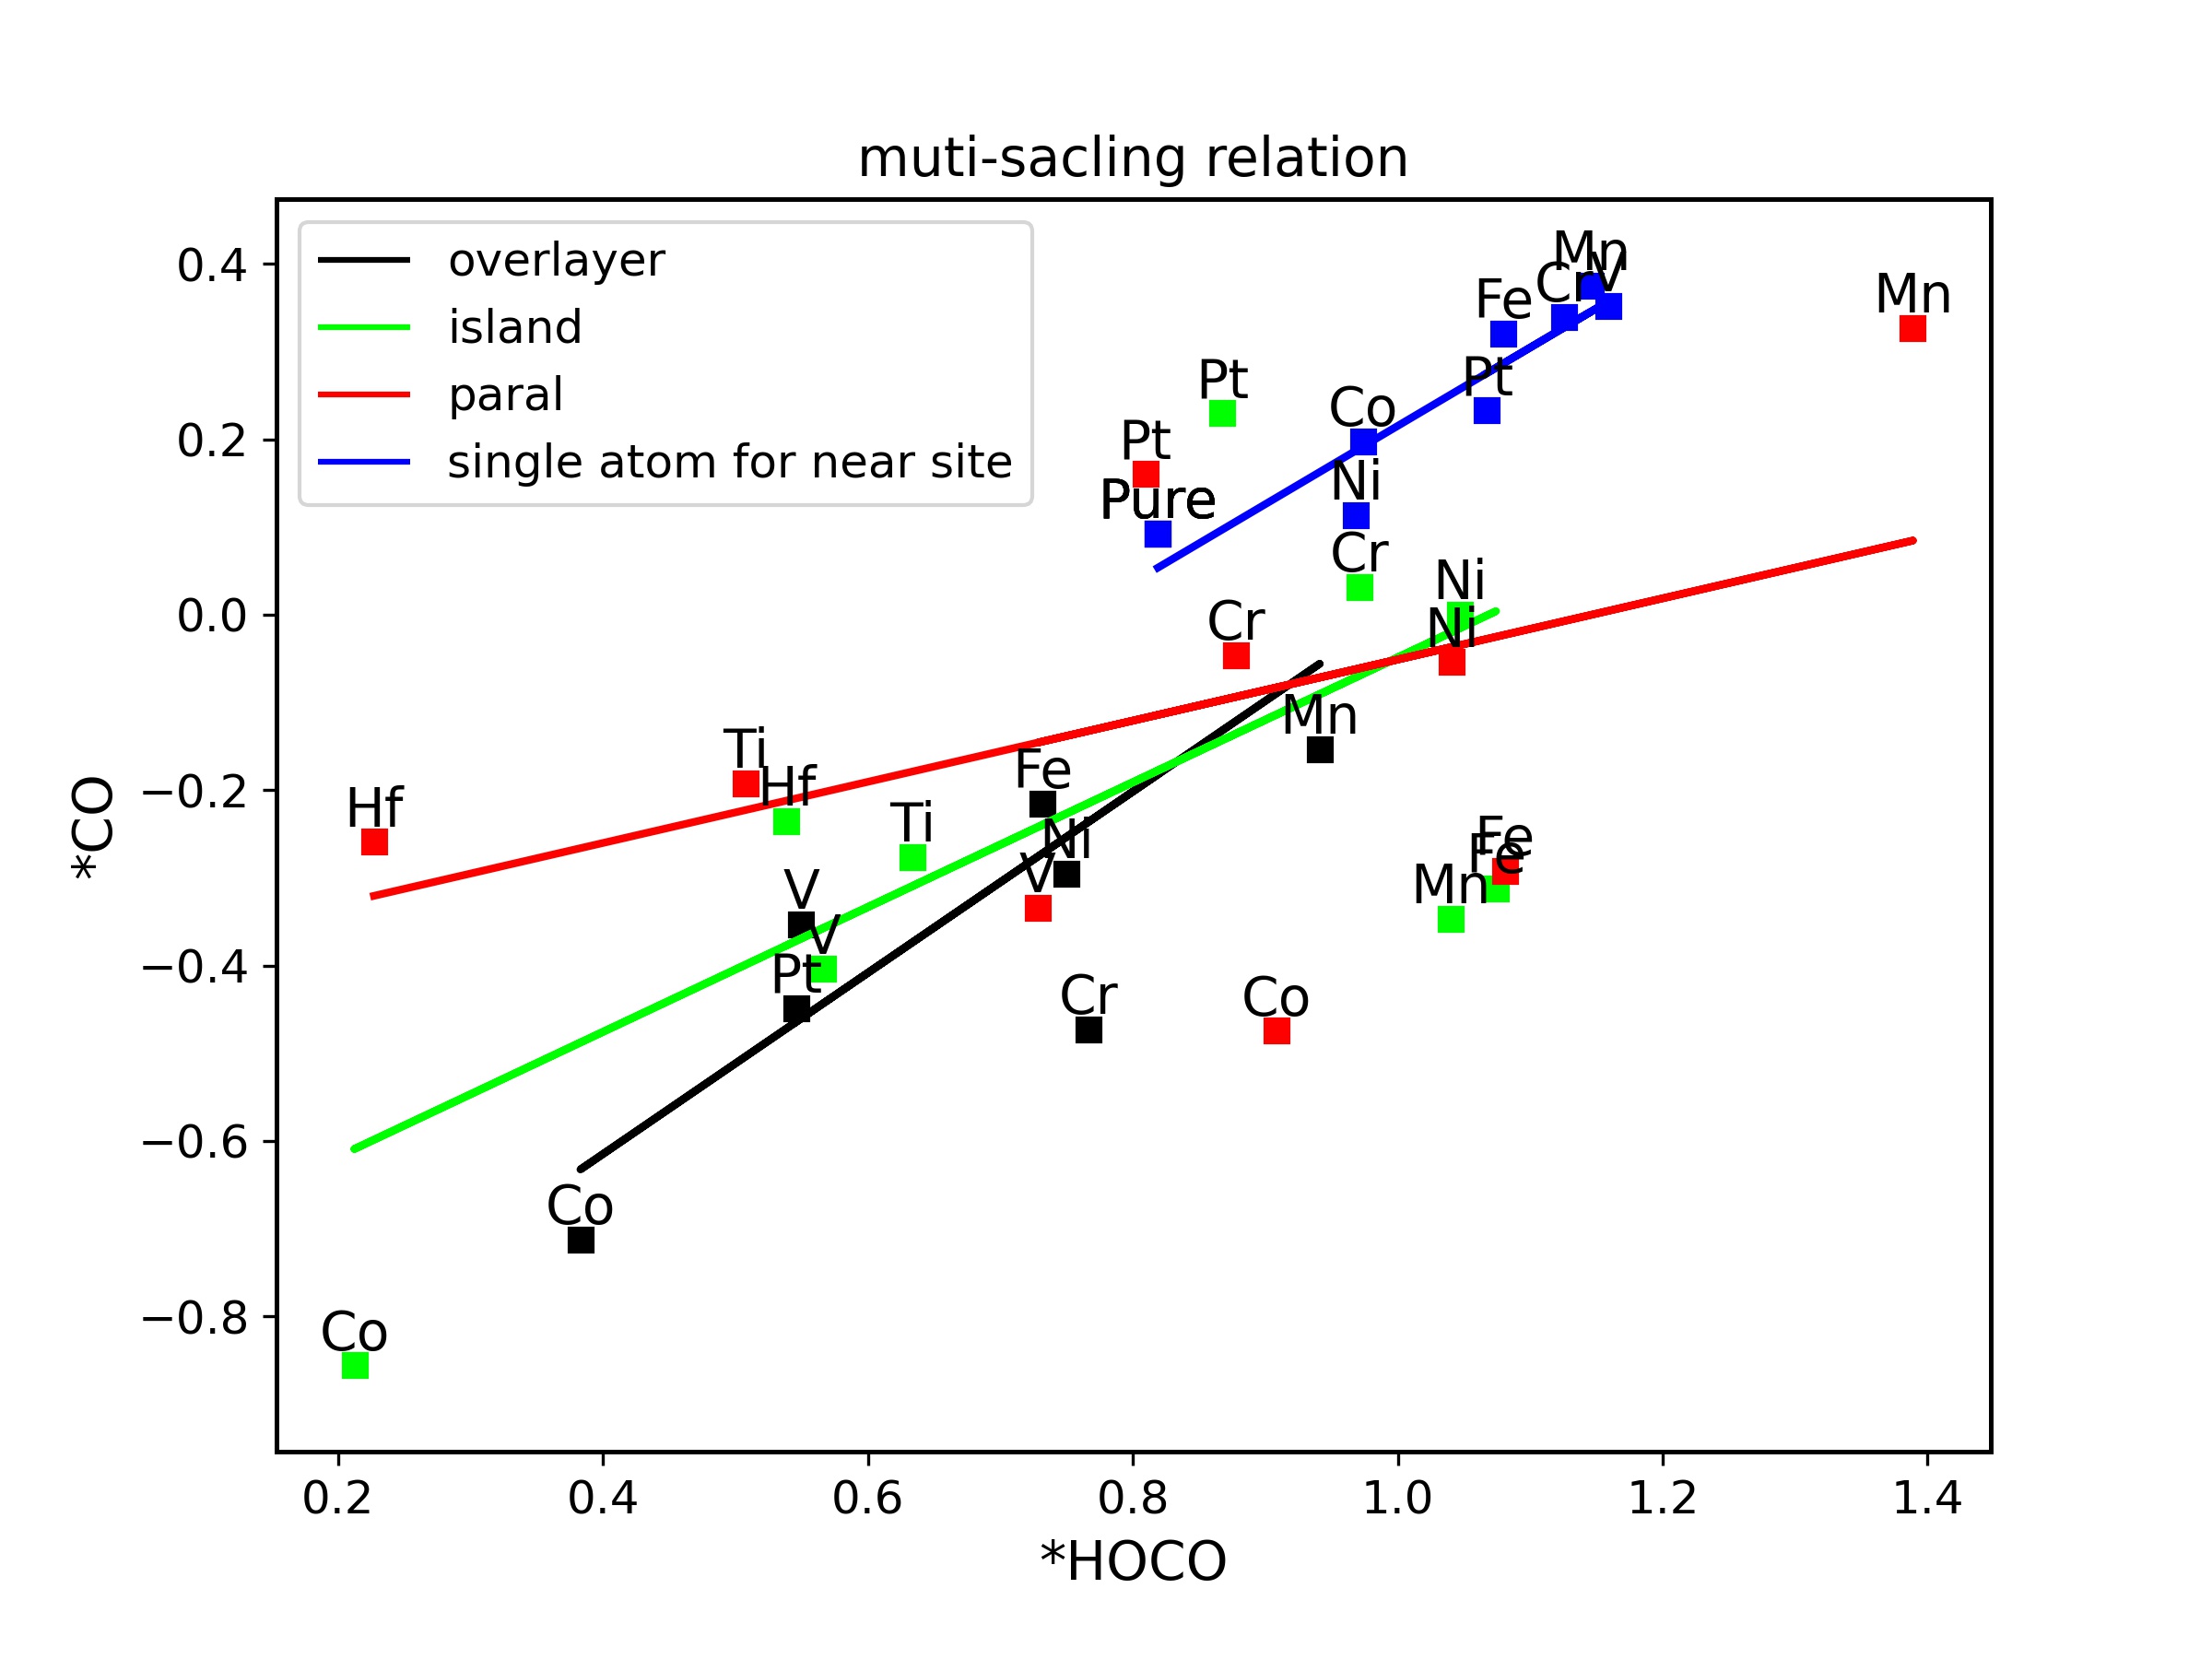 muti-sacling relation
overlayer
island
paral
single atom for near site
0.4
0.2
0.0
−0.2
−0.4
−0.6
−0.8
*CO
Mn
V
Cr
Fe
Mn
Pt
Pt
Co
Pt
Ni
Pure
Cr
Ni
Ni
Cr
Mn
Ti
Fe
Hf
Hf
Ti
Ni
V
Fe
Fe
Mn
V
V
Pt
Cr
Co
Co
Co
0.2
0.4
0.6
0.8
1.0
1.2
1.4
*HOCO